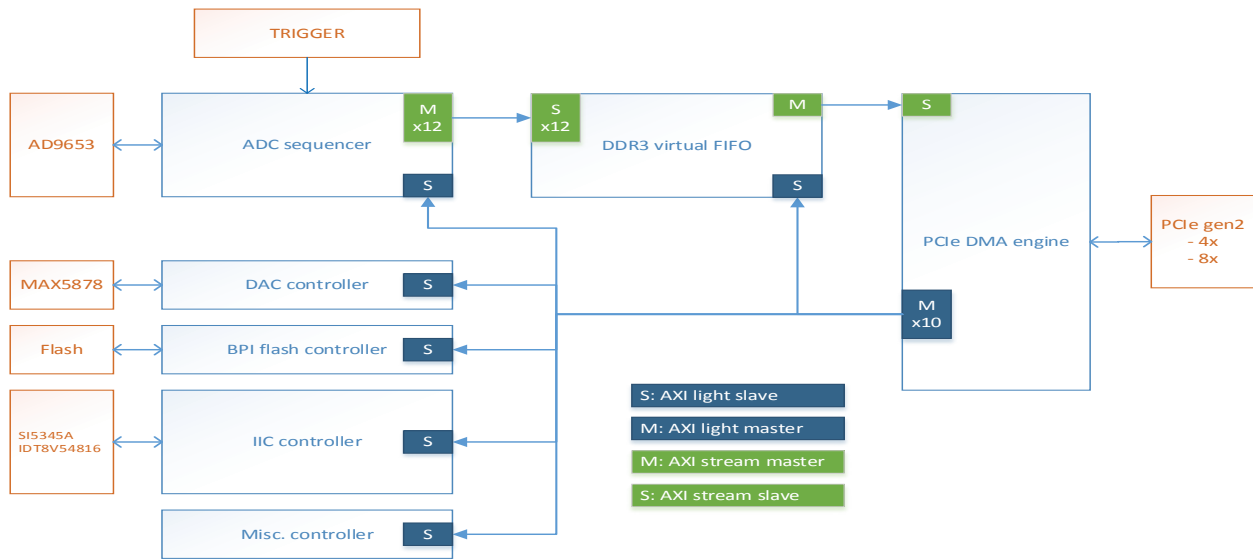 TRIGGER
AD9653
ADC sequencer
M
x12
S
S
x12
DDR3 virtual FIFO
M
S
S
PCIe DMA engine
M
x10
PCIe gen2
- 4x
- 8x
MAX5878
DAC controller
S
Flash
BPI flash controller
S
SI5345A
IDT8V54816
IIC controller
S
Misc. controller
S
S: AXI light slave
M: AXI light master
M: AXI stream master
S: AXI stream slave